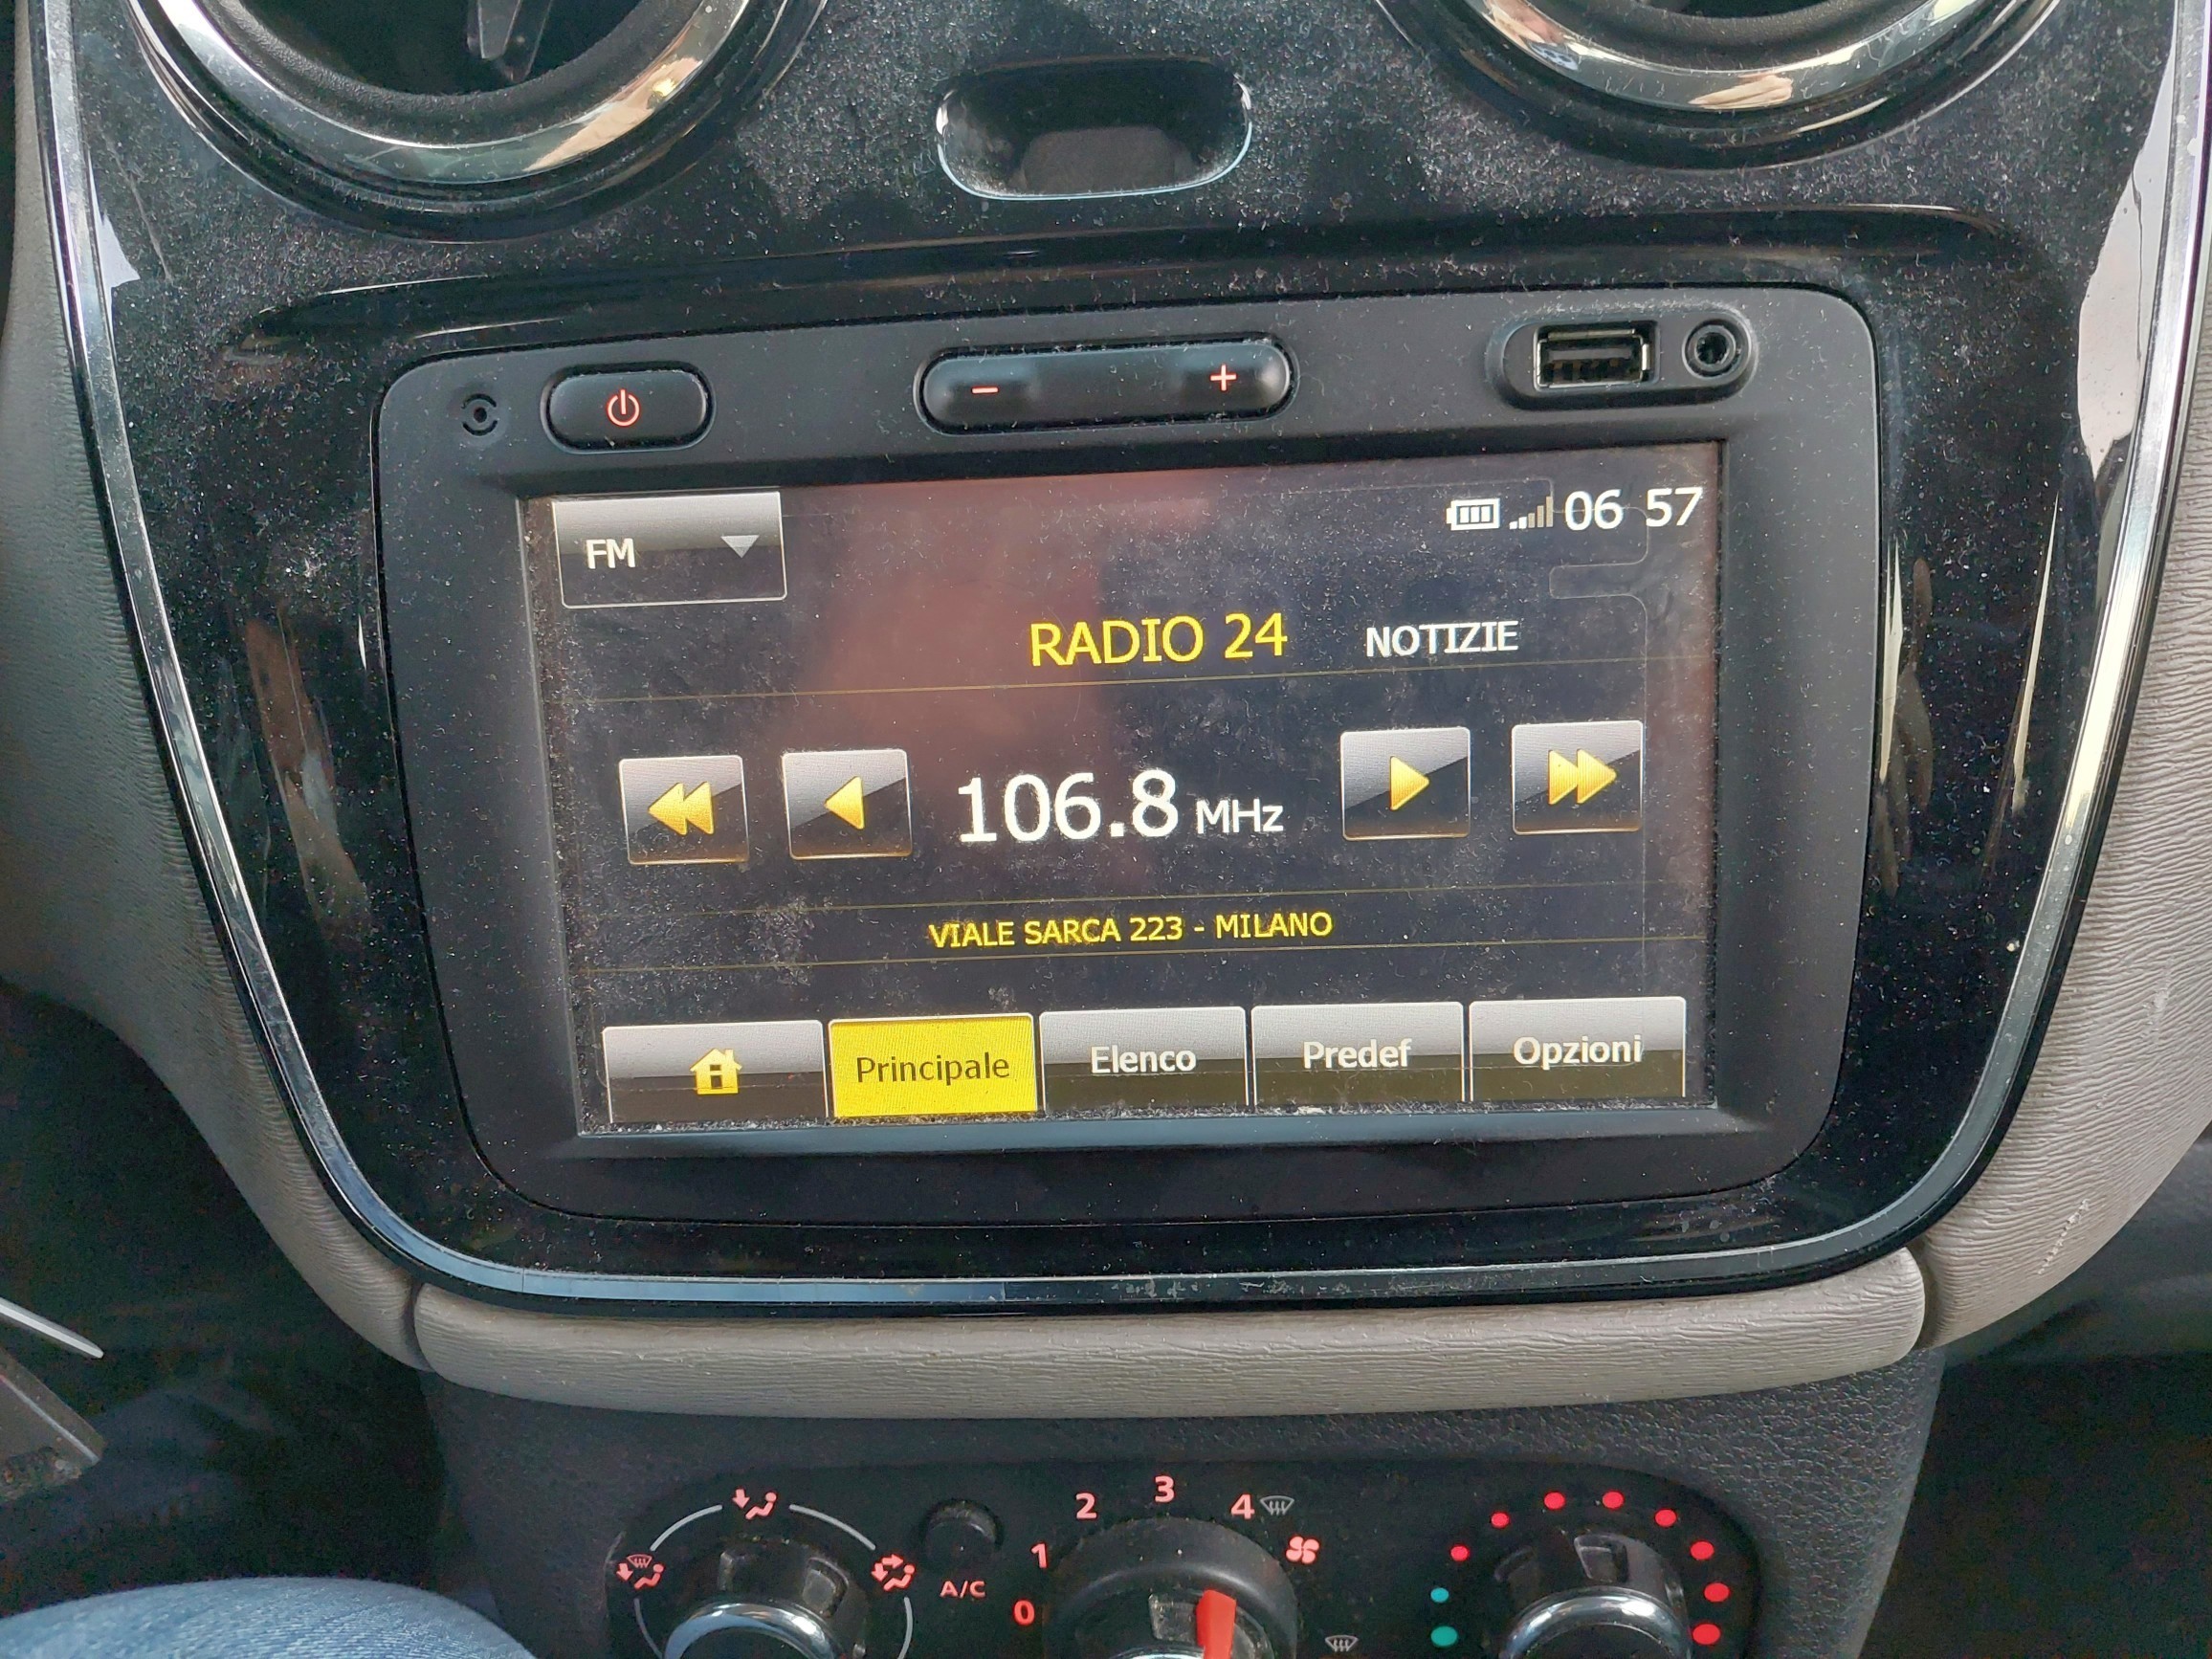 FM
06 57
RADIO 24 NOTIZIE
106.8 MHz
VIALE SARCA 223 - MILANO
Principale Elenco Predef Opzioni
0 1 2 3 4
A/C